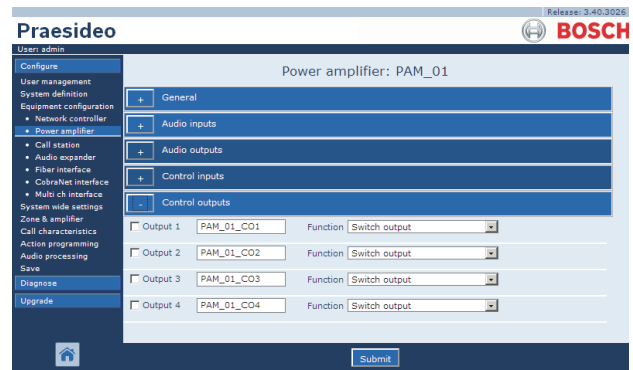 Release: 3.40.3026
Praesideo
BOSCH
User: admin
Configure
User management
System definition
Equipment configuration
• Network controller
• Power amplifier
• Call station
• Audio expander
• Fiber interface
• CobraNet interface
• Multi ch interface
System wide settings
Zone & amplifier
Call characteristics
Action programming
Audio processing
Save
Diagnose
Upgrade
Power amplifier: PAM_01
+ General
+ Audio inputs
+ Audio outputs
+ Control inputs
- Control outputs
Output 1 PAM_01_CO1 Function Switch output
Output 2 PAM_01_CO2 Function Switch output
Output 3 PAM_01_CO3 Function Switch output
Output 4 PAM_01_CO4 Function Switch output
Submit